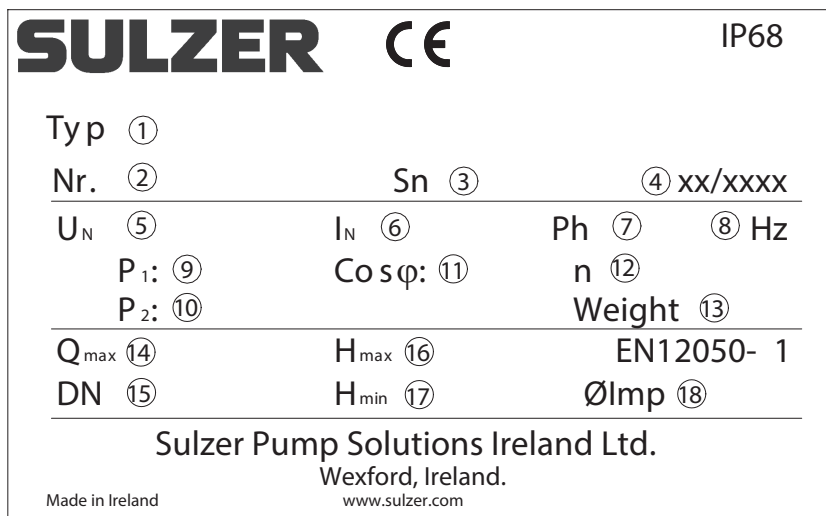 SULZER CE IP68
Typ ①
Nr. ② Sn ③ ④ xx/xxxx
UN ⑤ IN ⑥ Ph ⑦ ⑧ Hz
P1: ⑨ Cosφ: ⑪ n ⑫
P2: ⑩ Weight ⑬
Qmax ⑭ Hmax ⑯ EN12050- 1
DN ⑮ Hmin ⑰ ØImp ⑱
Sulzer Pump Solutions Ireland Ltd.
Wexford, Ireland.
Made in Ireland www.sulzer.com